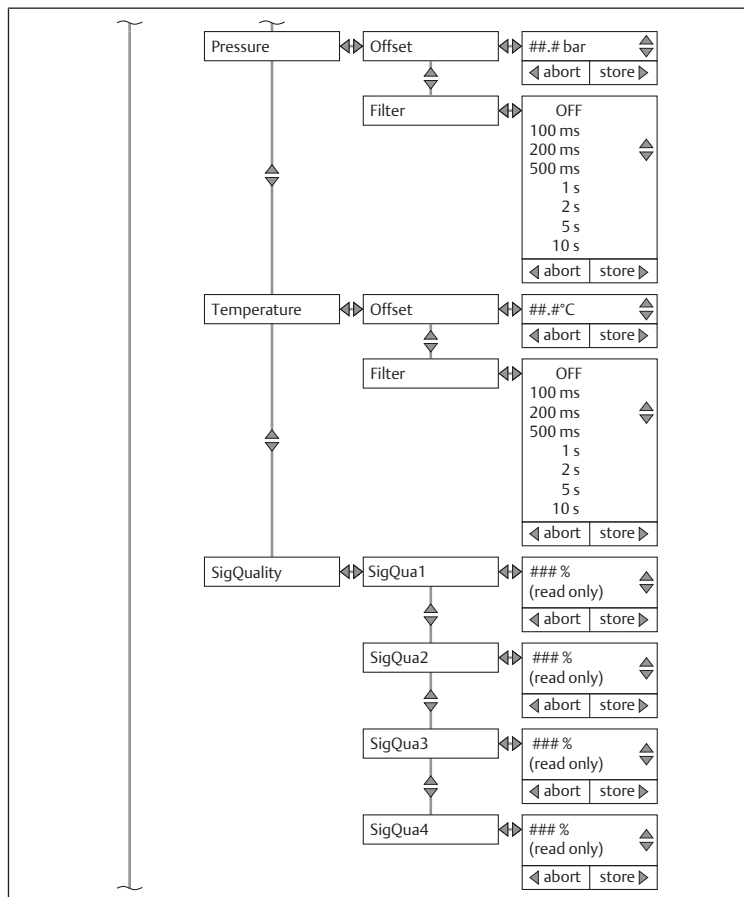 Pressure
Offset
##.# bar
abort store
Filter
OFF
100 ms
200 ms
500 ms
1 s
2 s
5 s
10 s
abort store
Temperature
Offset
##.#°C
abort store
Filter
OFF
100 ms
200 ms
500 ms
1 s
2 s
5 s
10 s
abort store
SigQuality
SigQua1
### %
(read only)
abort store
SigQua2
### %
(read only)
abort store
SigQua3
### %
(read only)
abort store
SigQua4
### %
(read only)
abort store